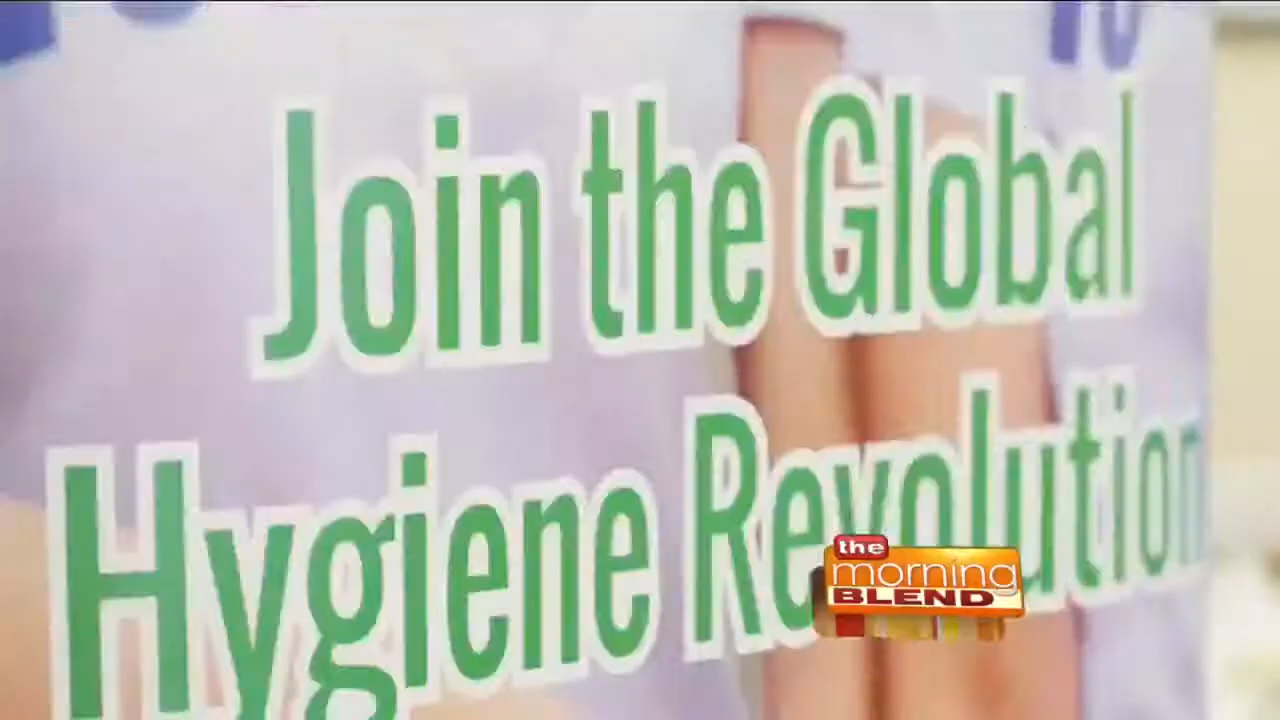 Join the Global
Hygiene Revolution
the
morning
BLEND